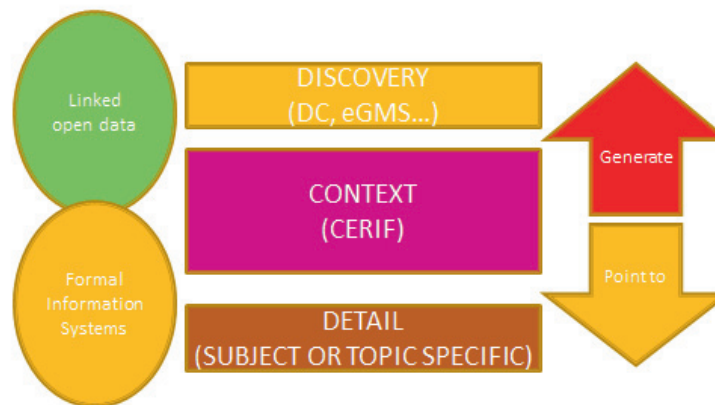 Linked
open data
DISCOVERY
(DC, eGMS...)
Generate
CONTEXT
(CERIF)
Formal
Information
Systems
Point to
DETAIL
(SUBJECT OR TOPIC SPECIFIC)